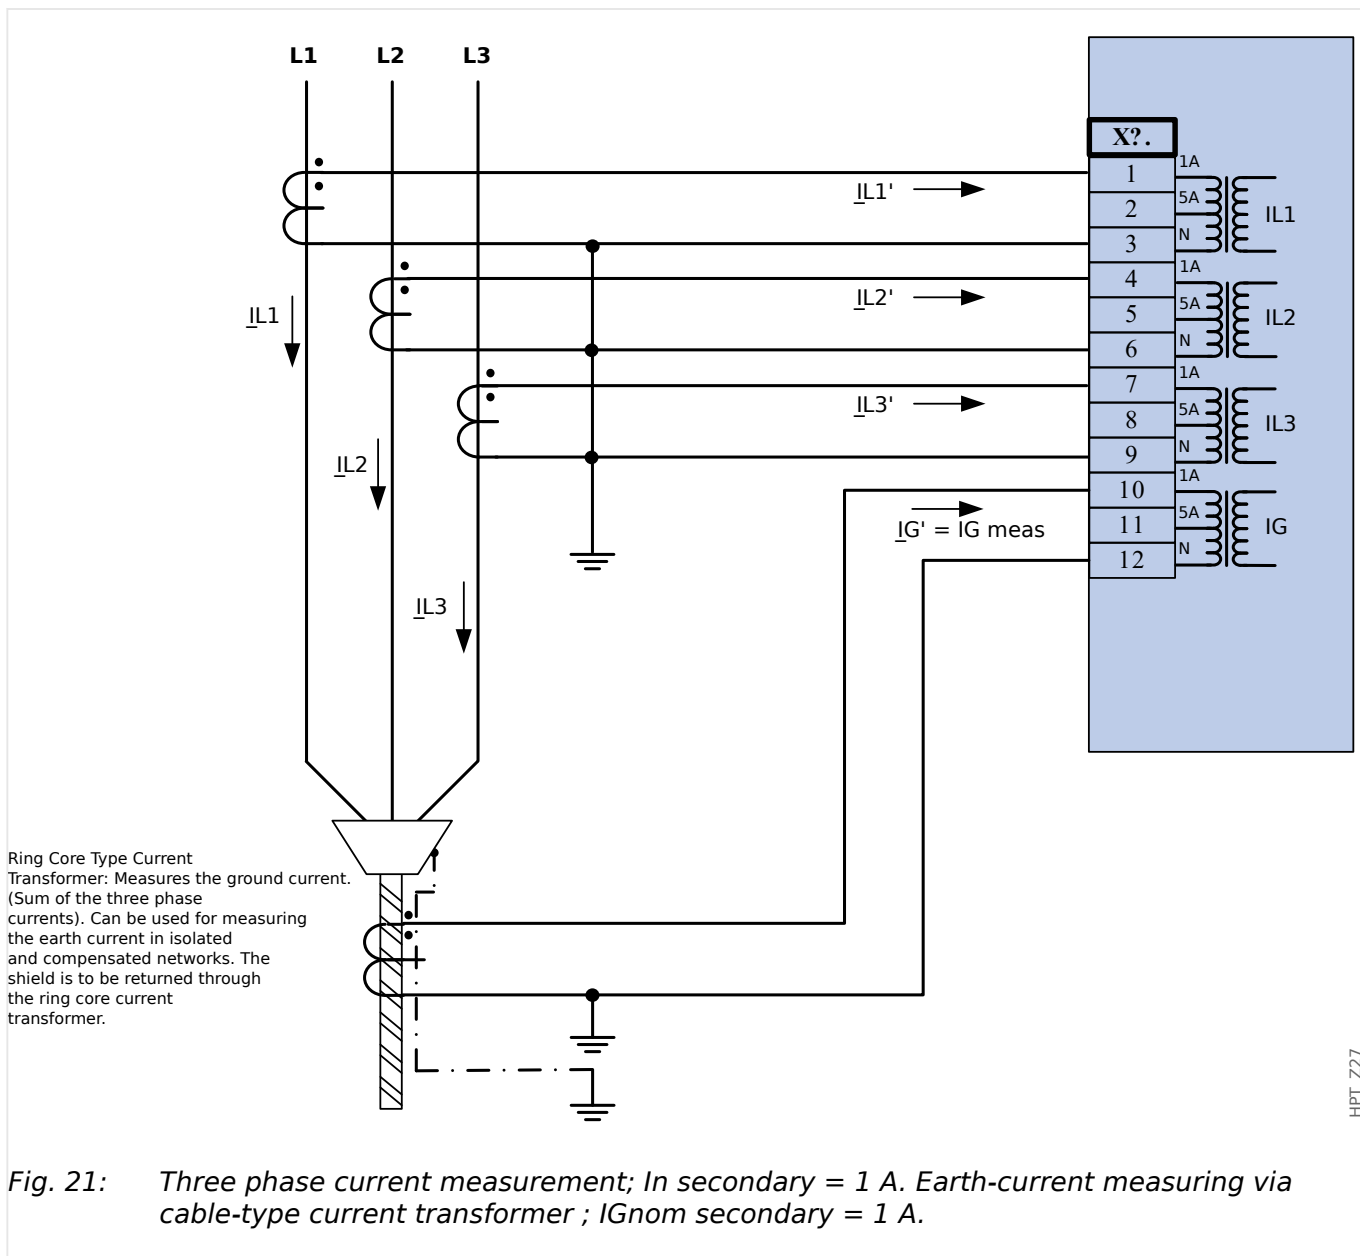 L1 L2 L3
X?.
1 1A
2 5A IL1
3 N
4 1A
5 5A IL2
6 N
7 1A
8 5A IL3
9 N
10 1A
11 5A IG
12 N
IL1'
IL2'
IL3'
IG' = IG meas
IL1
IL2
IL3
Ring Core Type Current
Transformer: Measures the ground current.
(Sum of the three phase
currents). Can be used for measuring
the earth current in isolated
and compensated networks. The
shield is to be returned through
the ring core current
transformer.
HPT_Z27
Fig. 21: Three phase current measurement; In secondary = 1 A. Earth-current measuring via
cable-type current transformer ; IGnom secondary = 1 A.